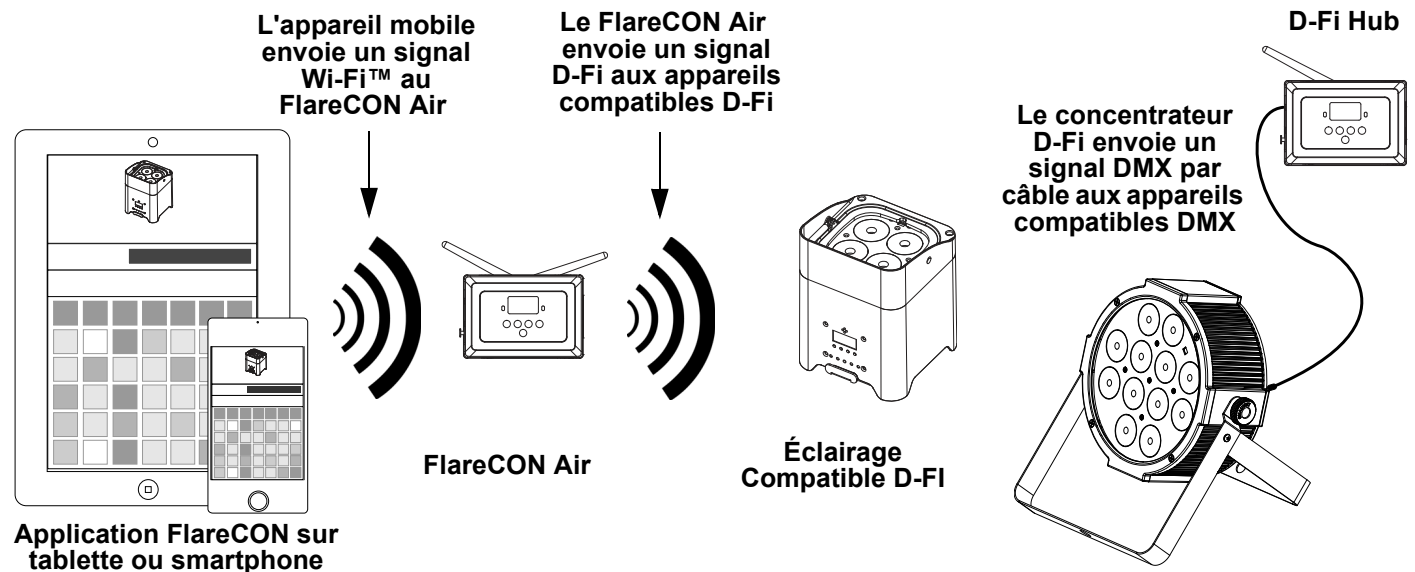 L'appareil mobile
envoie un signal
Wi-Fi™ au
FlareCON Air
Le FlareCON Air
envoie un signal
D-Fi aux appareils
compatibles D-Fi
D-Fi Hub
Le concentrateur
D-Fi envoie un
signal DMX par
câble aux appareils
compatibles DMX
FlareCON Air
Éclairage
Compatible D-FI
Application FlareCON sur
tablette ou smartphone